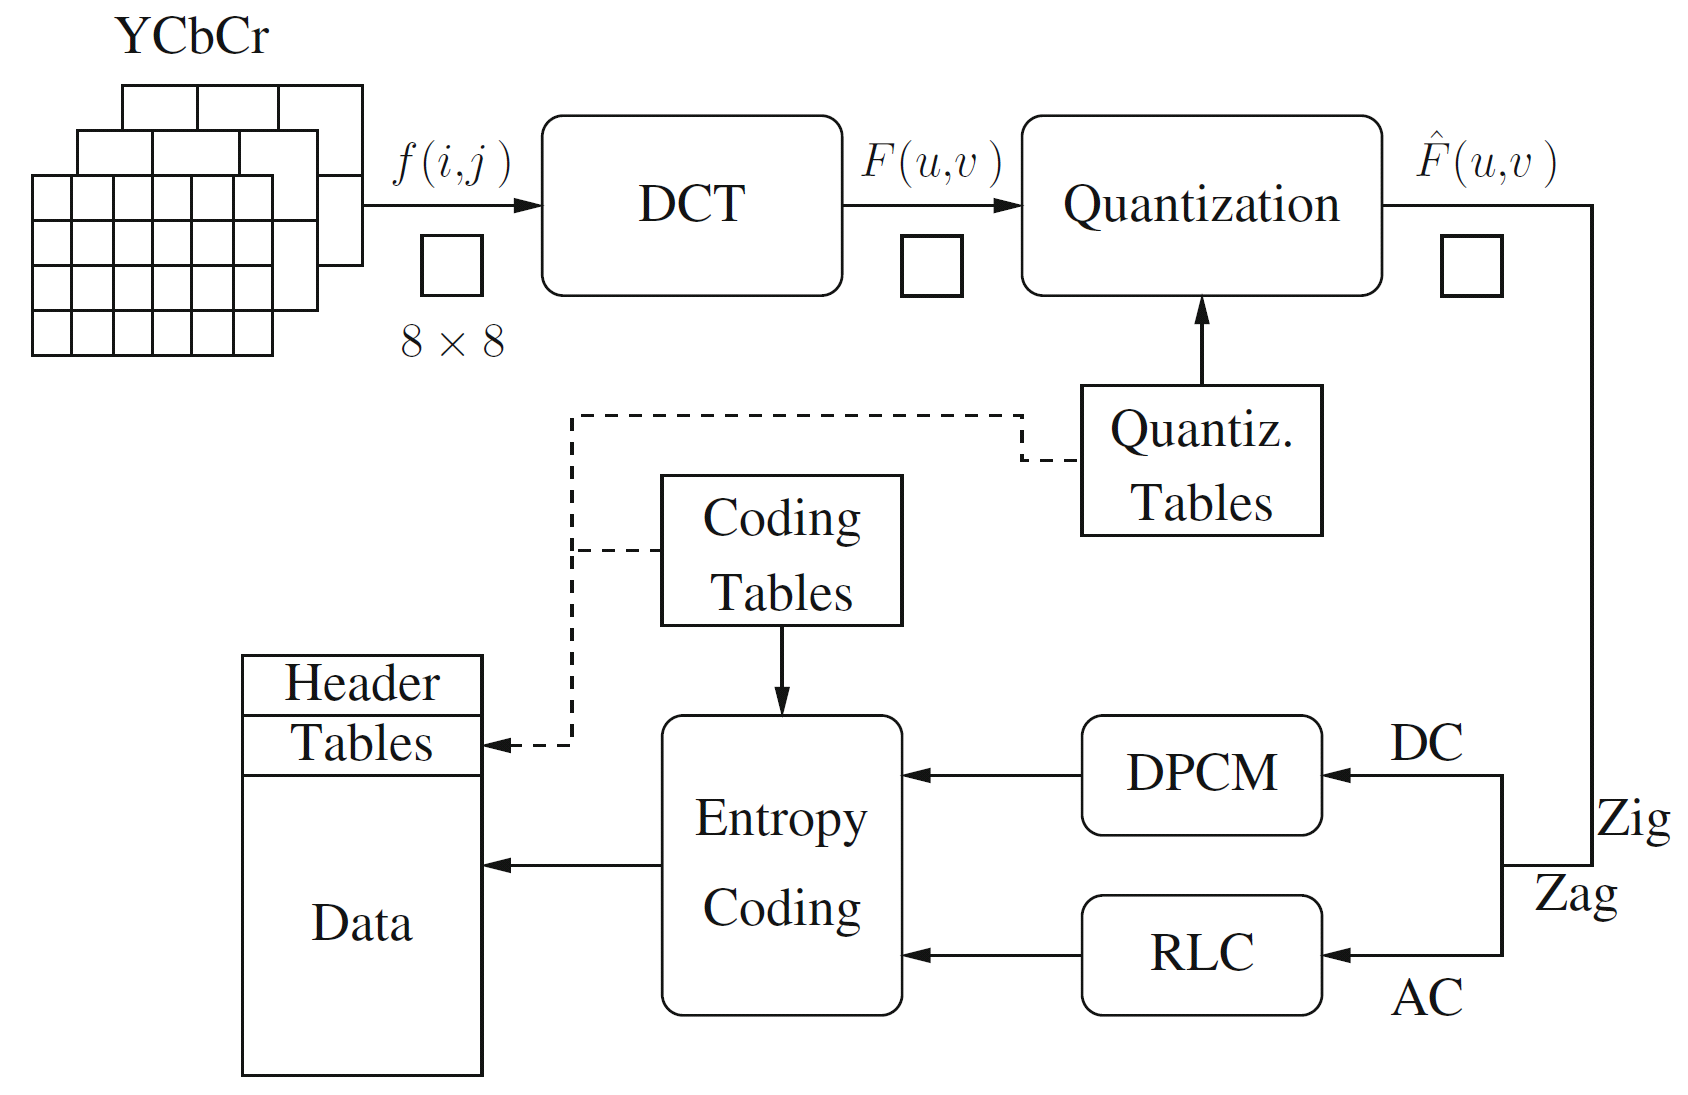 YCbCr
f(i,j)
DCT
F(u,v)
Quantization
F̂(u,v)
8 × 8
Quantiz.
Tables
Coding
Tables
Header
Tables
Data
Entropy
Coding
DPCM
DC
Zig
Zag
RLC
AC